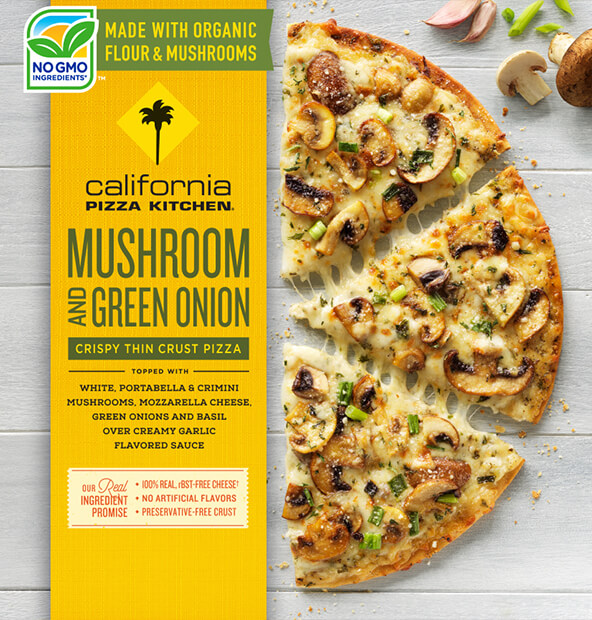 MADE WITH ORGANIC
FLOUR & MUSHROOMS
NO GMO
INGREDIENTS*
™
california
PIZZA KITCHEN®
MUSHROOM
AND GREEN ONION
CRISPY THIN CRUST PIZZA
TOPPED WITH
WHITE, PORTABELLA & CRIMINI
MUSHROOMS, MOZZARELLA CHEESE,
GREEN ONIONS AND BASIL
OVER CREAMY GARLIC
FLAVORED SAUCE
OUR Real
INGREDIENT
PROMISE
• 100% REAL, rBST-FREE CHEESE†
• NO ARTIFICIAL FLAVORS
• PRESERVATIVE-FREE CRUST